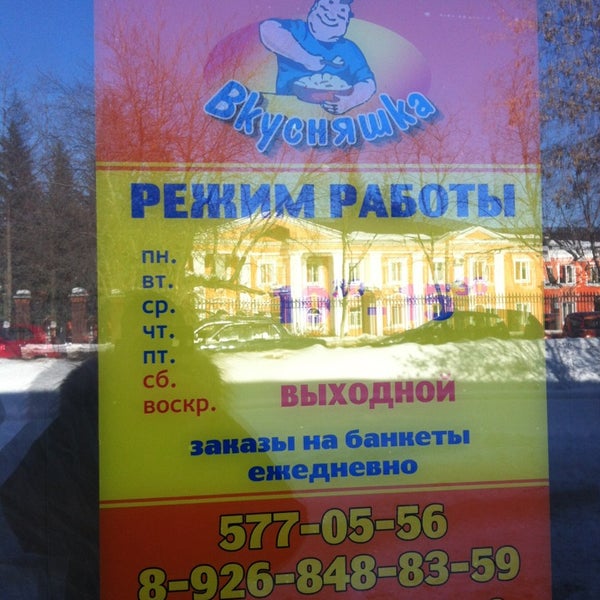 Вкусняшка
РЕЖИМ РАБОТЫ
пн.
вт.
ср.
чт.
пт.
сб.
воскр.
ВЫХОДНОЙ
заказы на банкеты
ежедневно
577-05-56
8-926-848-83-59